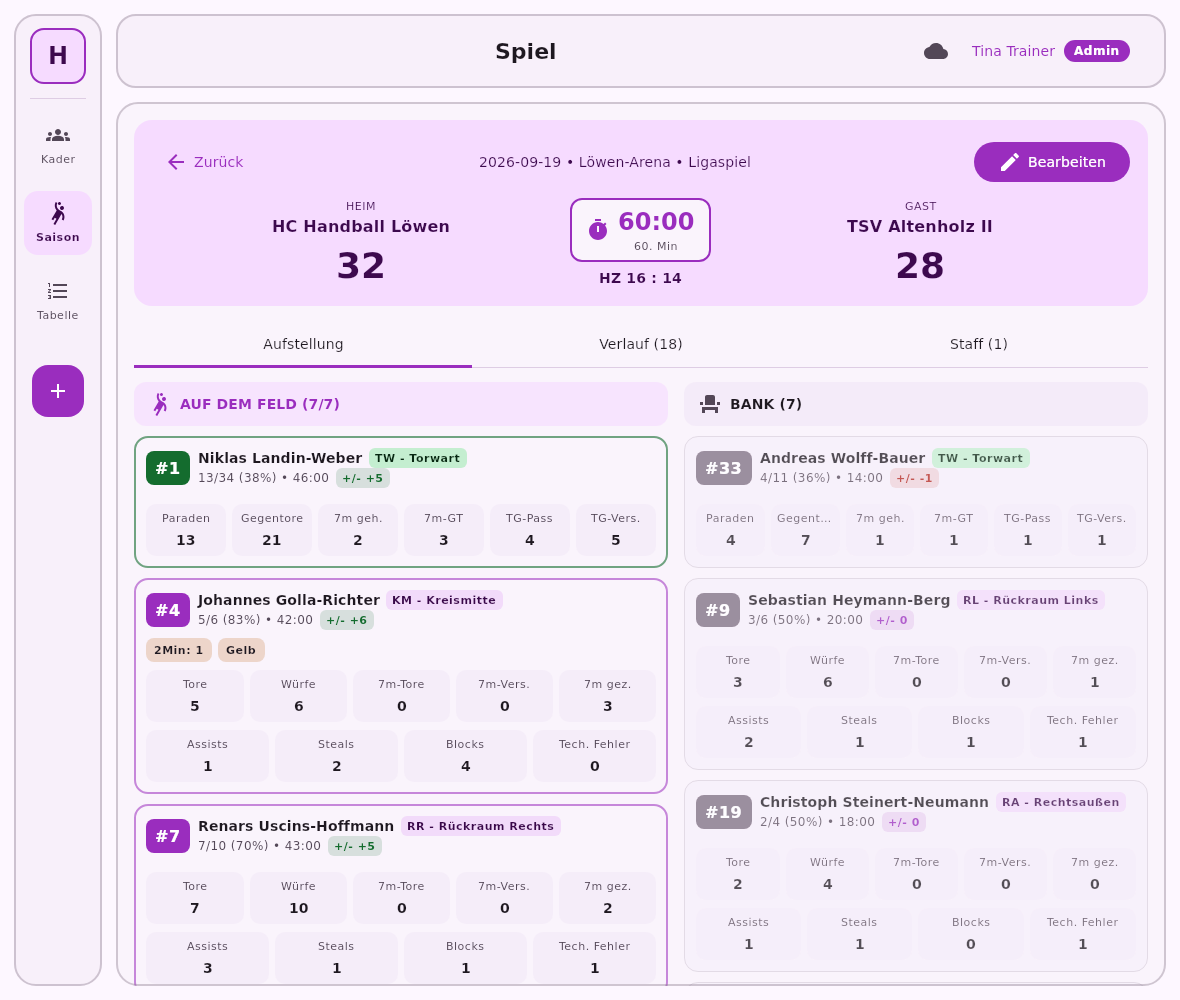 H
Kader
Saison
1
2
3
Tabelle
+
Spiel
Tina Trainer Admin
Zurück
2026-09-19 • Löwen-Arena • Ligaspiel
Bearbeiten
HEIM
HC Handball Löwen
32
60:00
60. Min
HZ 16 : 14
GAST
TSV Altenholz II
28
Aufstellung
Verlauf (18)
Staff (1)
AUF DEM FELD (7/7)
#1
Niklas Landin-Weber TW - Torwart
13/34 (38%) • 46:00 +/- +5
Paraden Gegentore 7m geh. 7m-GT TG-Pass TG-Vers.
13 21 2 3 4 5
#4
Johannes Golla-Richter KM - Kreismitte
5/6 (83%) • 42:00 +/- +6
2Min: 1 Gelb
Tore Würfe 7m-Tore 7m-Vers. 7m gez.
5 6 0 0 3
Assists Steals Blocks Tech. Fehler
1 2 4 0
#7
Renars Uscins-Hoffmann RR - Rückraum Rechts
7/10 (70%) • 43:00 +/- +5
Tore Würfe 7m-Tore 7m-Vers. 7m gez.
7 10 0 0 2
Assists Steals Blocks Tech. Fehler
3 1 1 1
BANK (7)
#33
Andreas Wolff-Bauer TW - Torwart
4/11 (36%) • 14:00 +/- -1
Paraden Gegent... 7m geh. 7m-GT TG-Pass TG-Vers.
4 7 1 1 1 1
#9
Sebastian Heymann-Berg RL - Rückraum Links
3/6 (50%) • 20:00 +/- 0
Tore Würfe 7m-Tore 7m-Vers. 7m gez.
3 6 0 0 1
Assists Steals Blocks Tech. Fehler
2 1 1 1
#19
Christoph Steinert-Neumann RA - Rechtsaußen
2/4 (50%) • 18:00 +/- 0
Tore Würfe 7m-Tore 7m-Vers. 7m gez.
2 4 0 0 0
Assists Steals Blocks Tech. Fehler
1 1 0 1